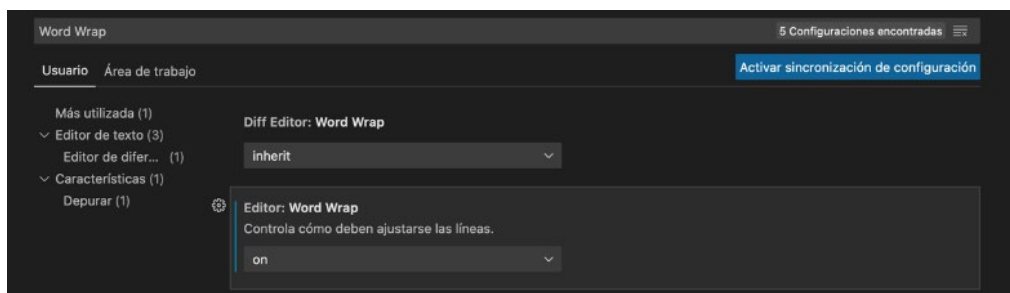 Word Wrap
5 Configuraciones encontradas
Usuario Área de trabajo
Activar sincronización de configuración
Más utilizada (1)
Editor de texto (3)
Editor de difer... (1)
Características (1)
Depurar (1)
Diff Editor: Word Wrap
inherit
Editor: Word Wrap
Controla cómo deben ajustarse las líneas.
on